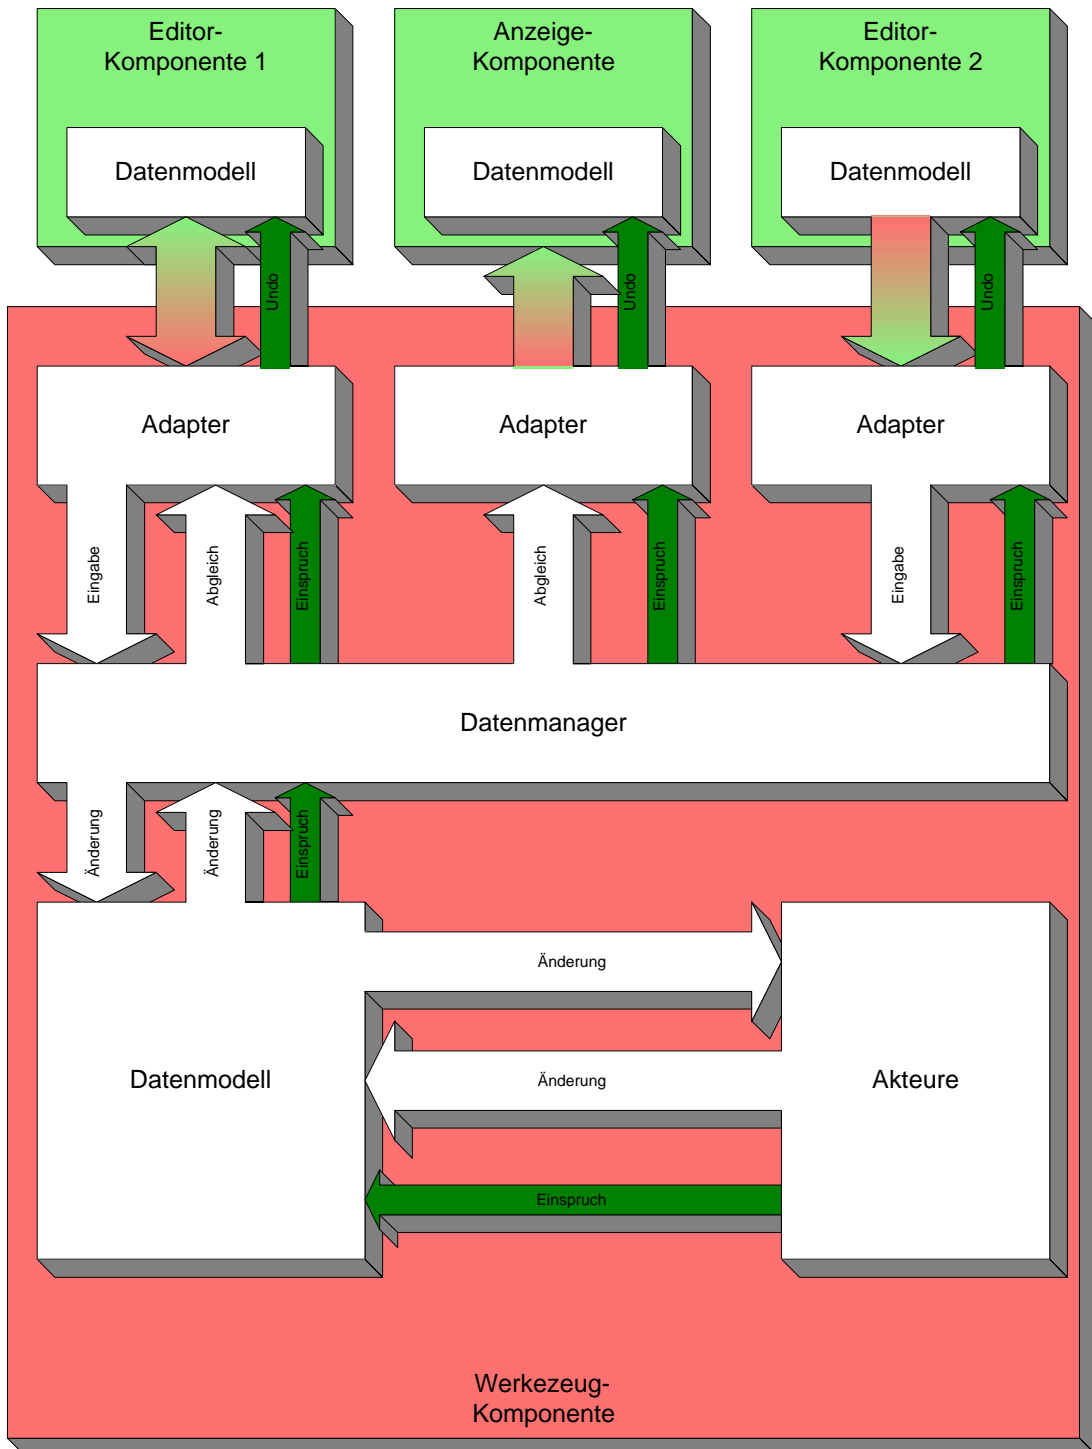 Editor-
Komponente 1
Anzeige-
Komponente
Editor-
Komponente 2
Datenmodell
Datenmodell
Datenmodell
Undo
Undo
Undo
Adapter
Adapter
Adapter
Eingabe
Abgleich
Einspruch
Abgleich
Einspruch
Eingabe
Einspruch
Datenmanager
Änderung
Änderung
Einspruch
Änderung
Datenmodell
Änderung
Akteure
Einspruch
Werkezeug-
Komponente